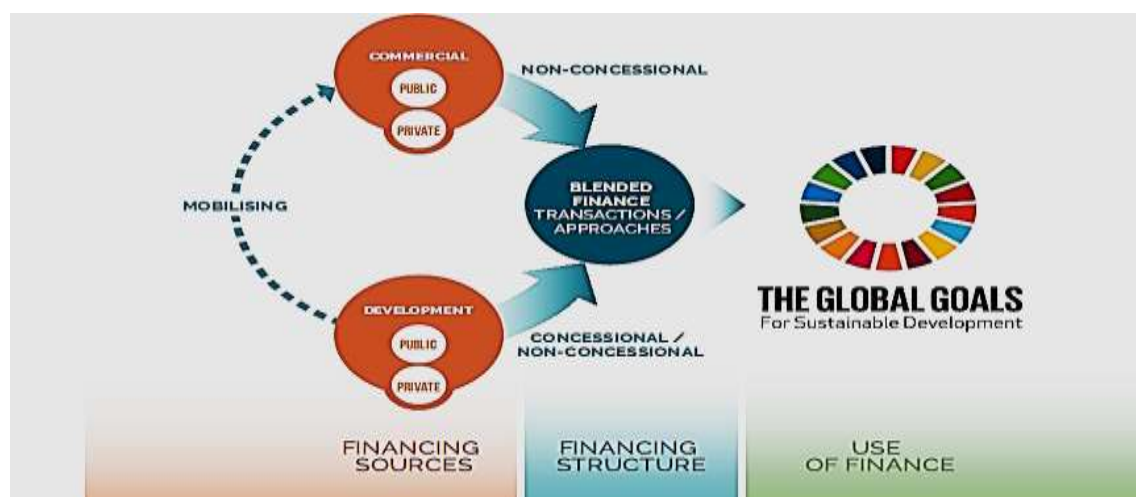 COMMERCIAL
PUBLIC
PRIVATE
NON-CONCESSIONAL
MOBILISING
BLENDED
FINANCE
TRANSACTIONS /
APPROACHES
DEVELOPMENT
PUBLIC
PRIVATE
CONCESSIONAL /
NON-CONCESSIONAL
THE GLOBAL GOALS
For Sustainable Development
FINANCING
SOURCES
FINANCING
STRUCTURE
USE
OF FINANCE